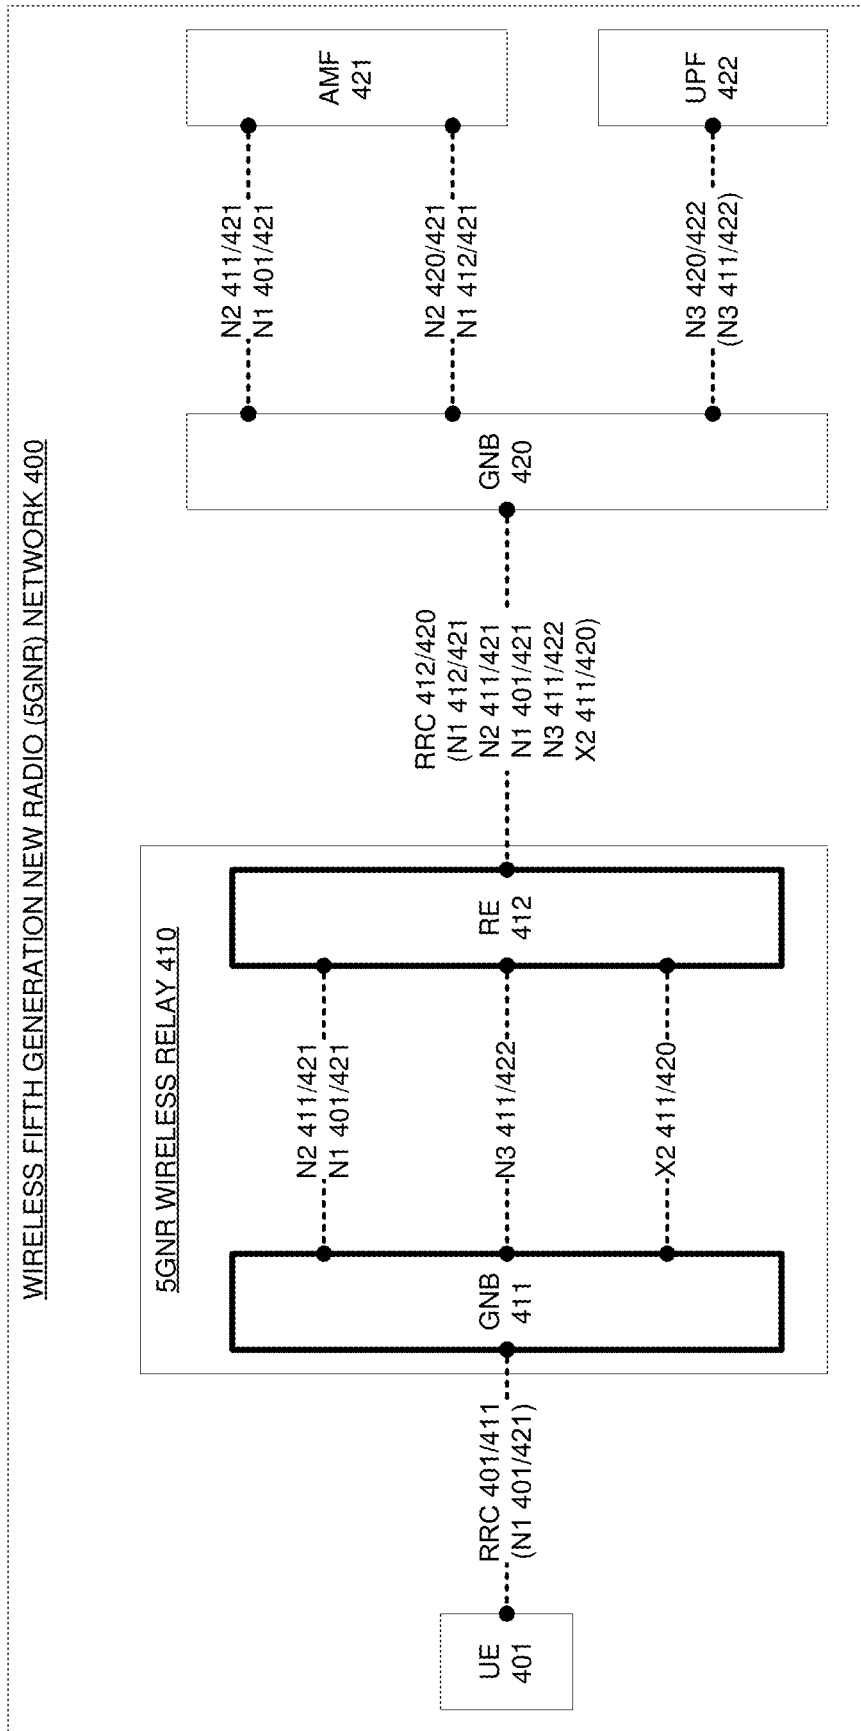 WIRELESS FIFTH GENERATION NEW RADIO (5GNR) NETWORK 400
5GNR WIRELESS RELAY 410
UE
401
RRC 401/411
(N1 401/421)
GNB
411
N2 411/421
N1 401/421
N3 411/422
X2 411/420
RE
412
RRC 412/420
(N1 412/421
N2 411/421
N1 401/421
N3 411/422
X2 411/420)
GNB
420
N2 411/421
N1 401/421
N2 420/421
N1 412/421
N3 420/422
(N3 411/422)
AMF
421
UPF
422